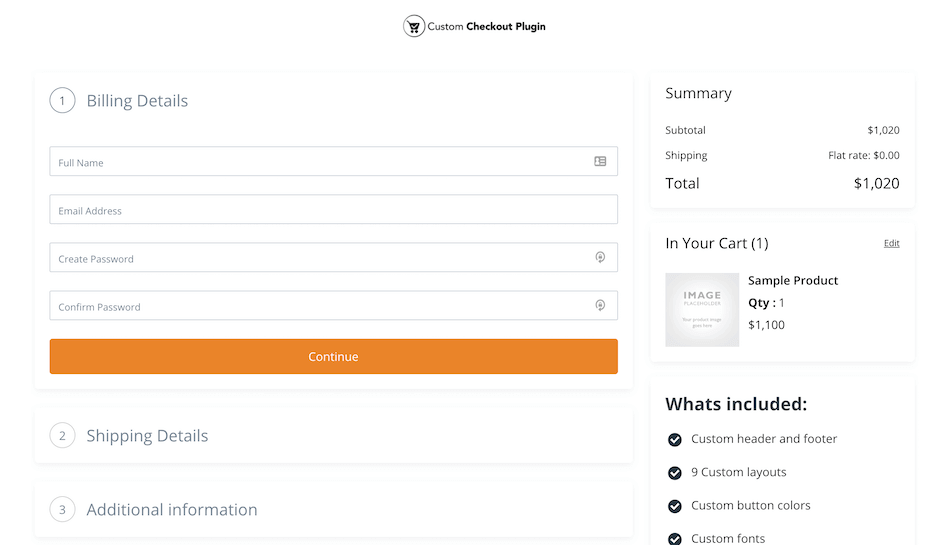 Custom Checkout Plugin
1 Billing Details
Full Name
Email Address
Create Password
Confirm Password
Continue
2 Shipping Details
3 Additional information
Summary
Subtotal $1,020
Shipping Flat rate: $0.00
Total $1,020
In Your Cart (1) Edit
IMAGE
PLACEHOLDER
Your product image
goes here
Sample Product
Qty : 1
$1,100
Whats included:
Custom header and footer
9 Custom layouts
Custom button colors
Custom fonts